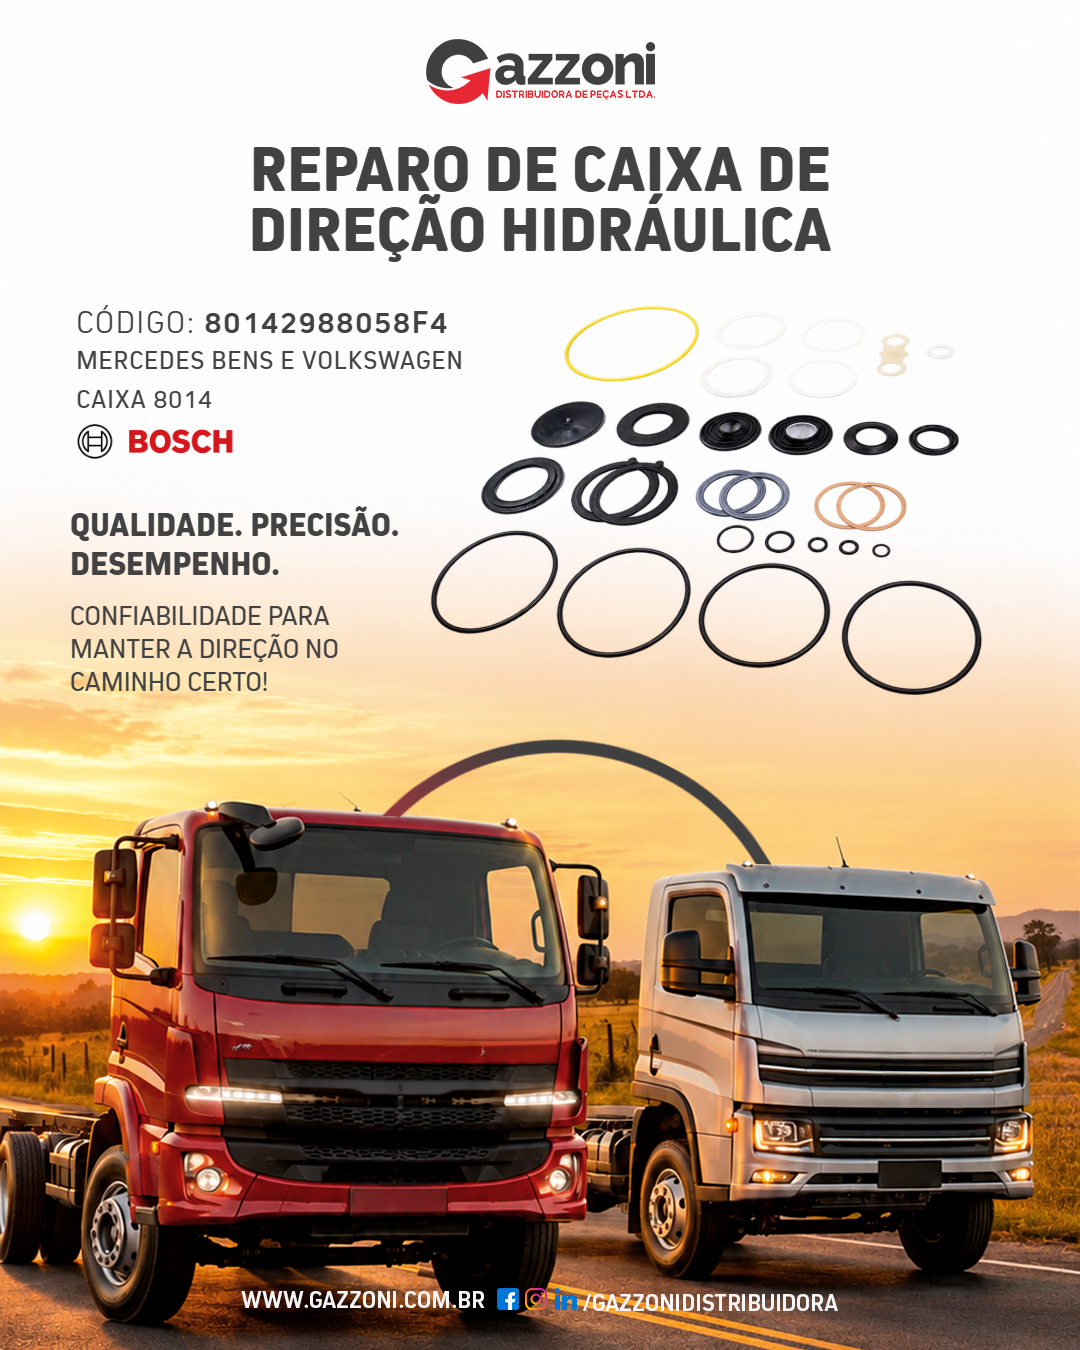 Gazzoni
DISTRIBUIDORA DE PEÇAS LTDA.
REPARO DE CAIXA DE
DIREÇÃO HIDRÁULICA
CÓDIGO: 80142988058F4
MERCEDES BENS E VOLKSWAGEN
CAIXA 8014
BOSCH
QUALIDADE. PRECISÃO.
DESEMPENHO.
CONFIABILIDADE PARA
MANTER A DIREÇÃO NO
CAMINHO CERTO!
WWW.GAZZONI.COM.BR f in /GAZZONIDISTRIBUIDORA